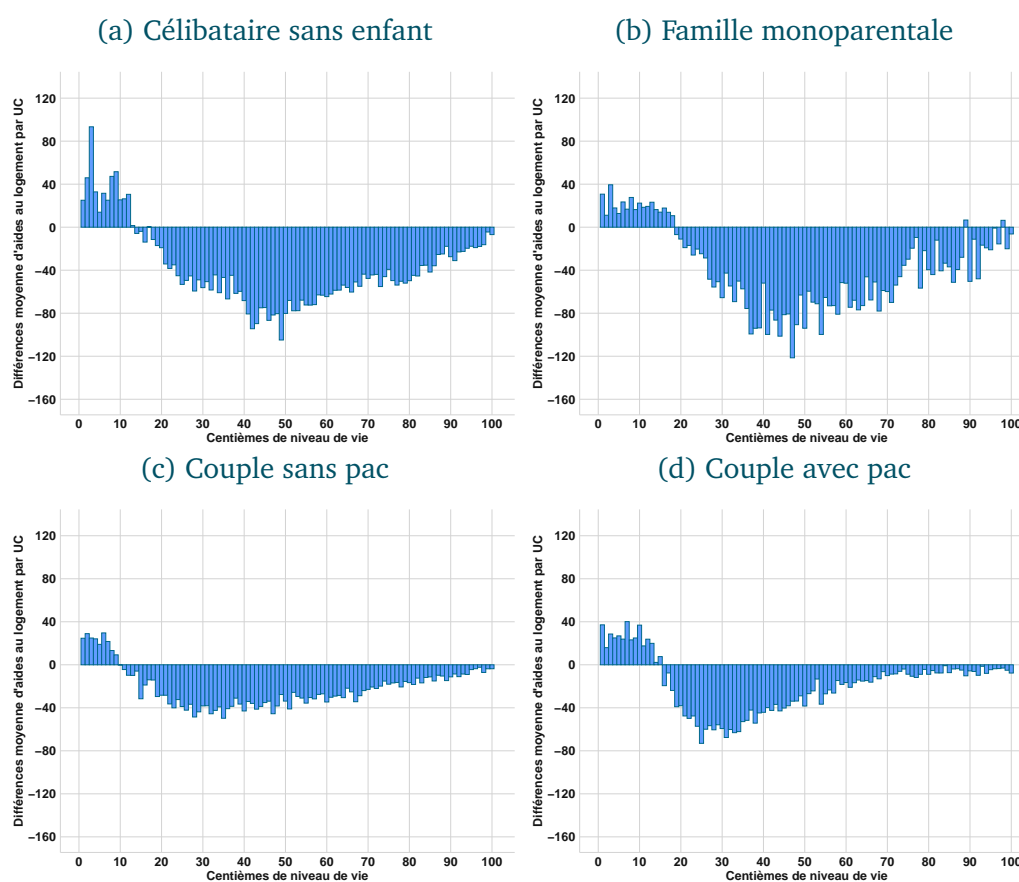 (a) Célibataire sans enfant
Différences moyenne d'aides au logement par UC
120
80
40
0
−40
−80
−120
−160
0 10 20 30 40 50 60 70 80 90 100
Centièmes de niveau de vie
(b) Famille monoparentale
Différences moyenne d'aides au logement par UC
120
80
40
0
−40
−80
−120
−160
0 10 20 30 40 50 60 70 80 90 100
Centièmes de niveau de vie
(c) Couple sans pac
Différences moyenne d'aides au logement par UC
120
80
40
0
−40
−80
−120
−160
0 10 20 30 40 50 60 70 80 90 100
Centièmes de niveau de vie
(d) Couple avec pac
Différences moyenne d'aides au logement par UC
120
80
40
0
−40
−80
−120
−160
0 10 20 30 40 50 60 70 80 90 100
Centièmes de niveau de vie